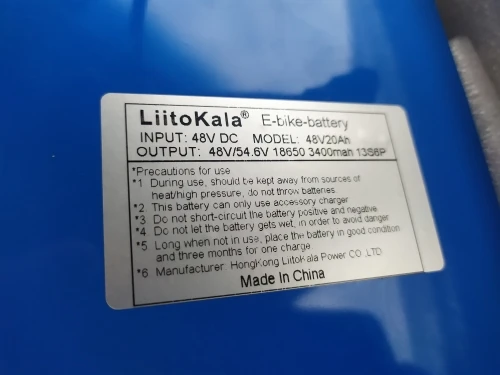 LiitoKala® E-bike-battery
INPUT: 48V DC MODEL: 48V20Ah
OUTPUT: 48V/54.6V 18650 3400mah 13S6P
*Precautions for use
*1 During use, should be kept away from sources of
heat/high pressure, do not throw batteries.
*2 This battery can only use accessory charger
*3. Do not short-circuit the battery positive and negative.
*4. Do not let the battery gets wet, in order to avoid danger
*5 Long when not in use, place the battery in good condition
and three months for one charge.
*6 Manufacturer HongKong LiitoKala Power CO.,LTD
Made In China